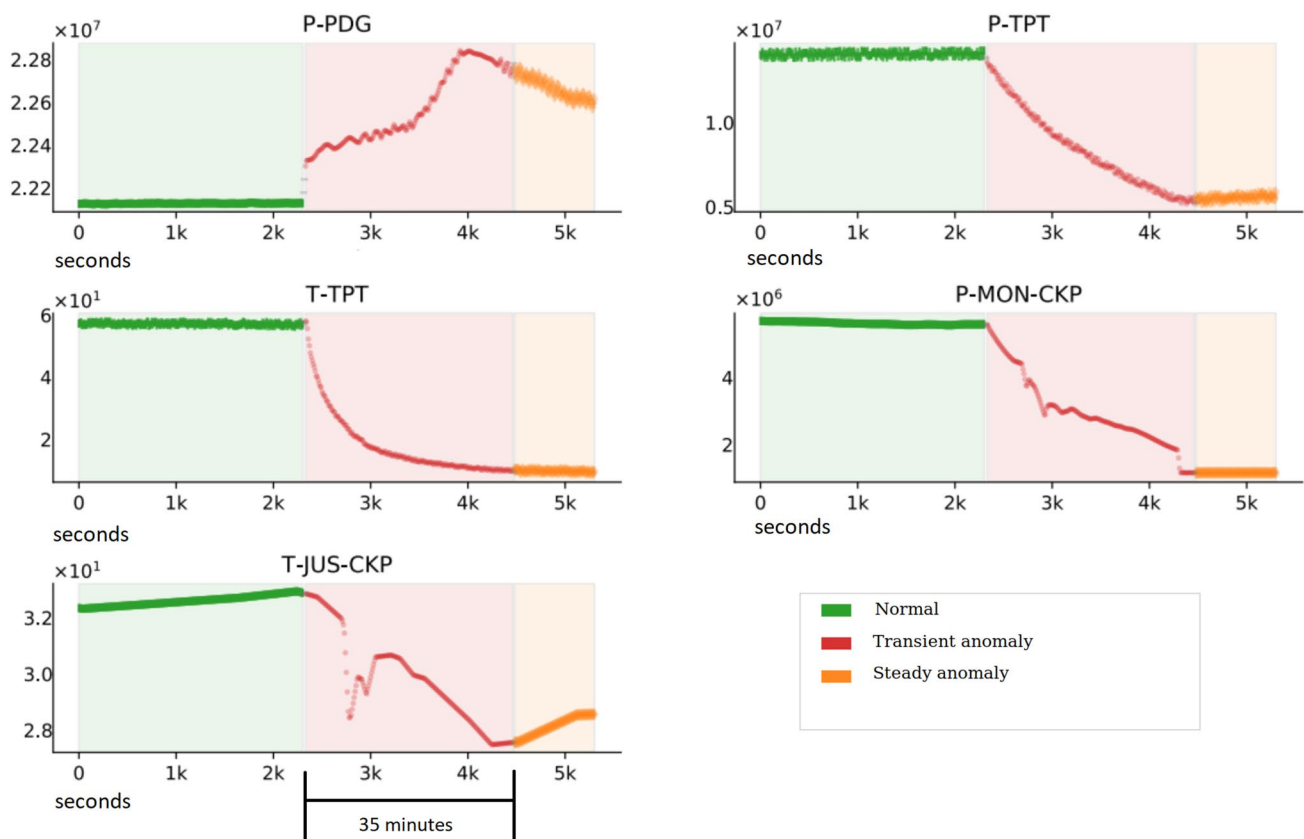 P-PDG
×10⁷
2.28
2.26
2.24
2.22
0 1k 2k 3k 4k 5k
seconds
P-TPT
×10⁷
1.0
0.5
0 1k 2k 3k 4k 5k
seconds
T-TPT
×10¹
6
4
2
0 1k 2k 3k 4k 5k
seconds
P-MON-CKP
×10⁶
4
2
0 1k 2k 3k 4k 5k
seconds
T-JUS-CKP
×10¹
3.2
3.0
2.8
0 1k 2k 3k 4k 5k
seconds
35 minutes
Normal
Transient anomaly
Steady anomaly